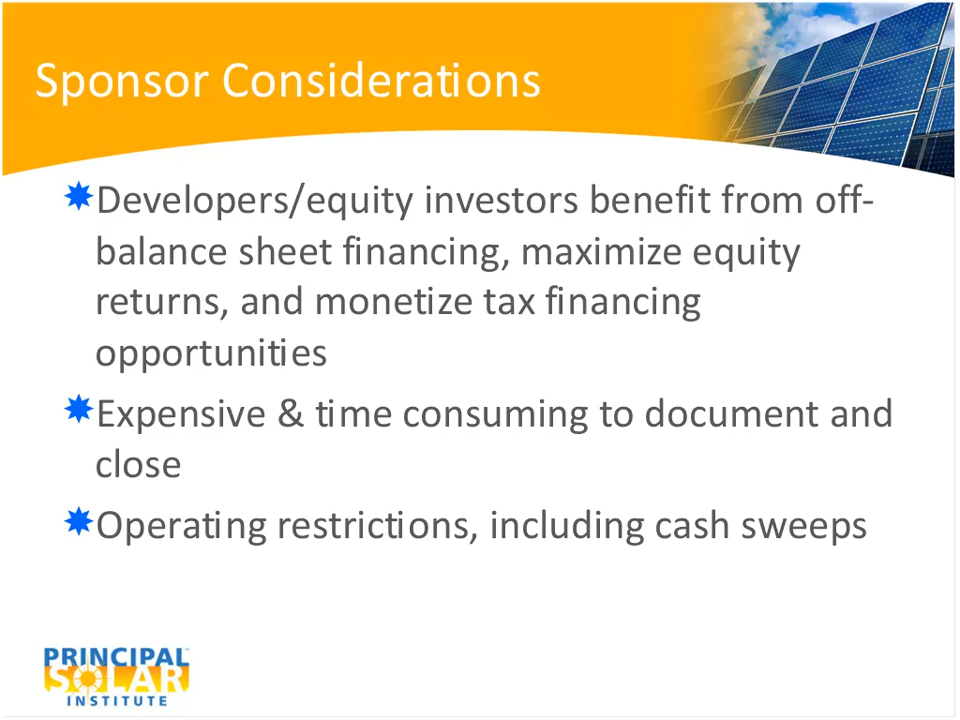 Sponsor Considerations
Developers/equity investors benefit from off-
balance sheet financing, maximize equity
returns, and monetize tax financing
opportunities
Expensive & time consuming to document and
close
Operating restrictions, including cash sweeps
PRINCIPAL
SOLAR
INSTITUTE